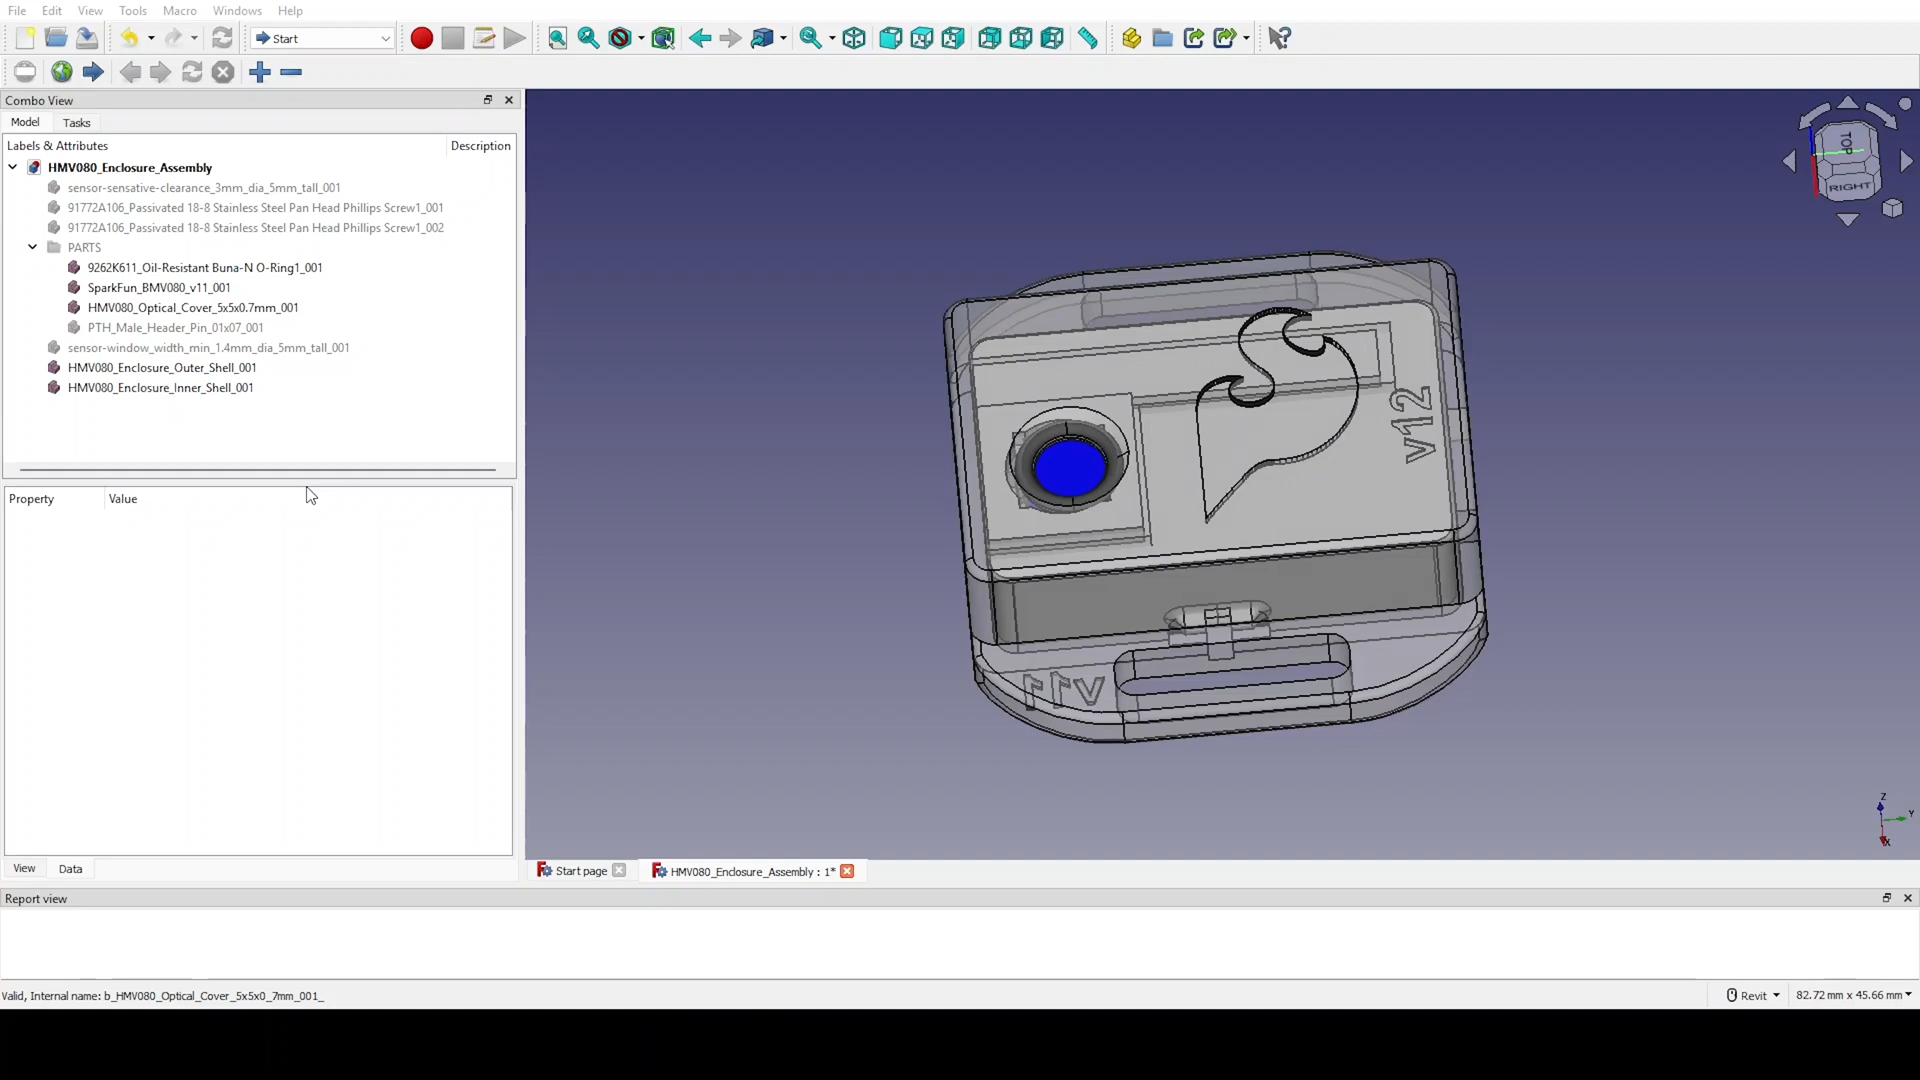 File Edit View Tools Macro Windows Help
Start
Combo View
Model Tasks
Labels & Attributes Description
HMV080_Enclosure_Assembly
sensor-sensative-clearance_3mm_dia_5mm_tall_001
91772A106_Passivated 18-8 Stainless Steel Pan Head Phillips Screw1_001
91772A106_Passivated 18-8 Stainless Steel Pan Head Phillips Screw1_002
PARTS
9262K611_Oil-Resistant Buna-N O-Ring1_001
SparkFun_BMV080_v11_001
HMV080_Optical_Cover_5x5x0.7mm_001
PTH_Male_Header_Pin_01x07_001
sensor-window_width_min_1.4mm_dia_5mm_tall_001
HMV080_Enclosure_Outer_Shell_001
HMV080_Enclosure_Inner_Shell_001
Property Value
View Data
TOP
RIGHT
v12
v11
Z
Y
X
Start page
HMV080_Enclosure_Assembly : 1*
Report view
Valid, Internal name: b_HMV080_Optical_Cover_5x5x0_7mm_001_
Revit 82.72 mm x 45.66 mm